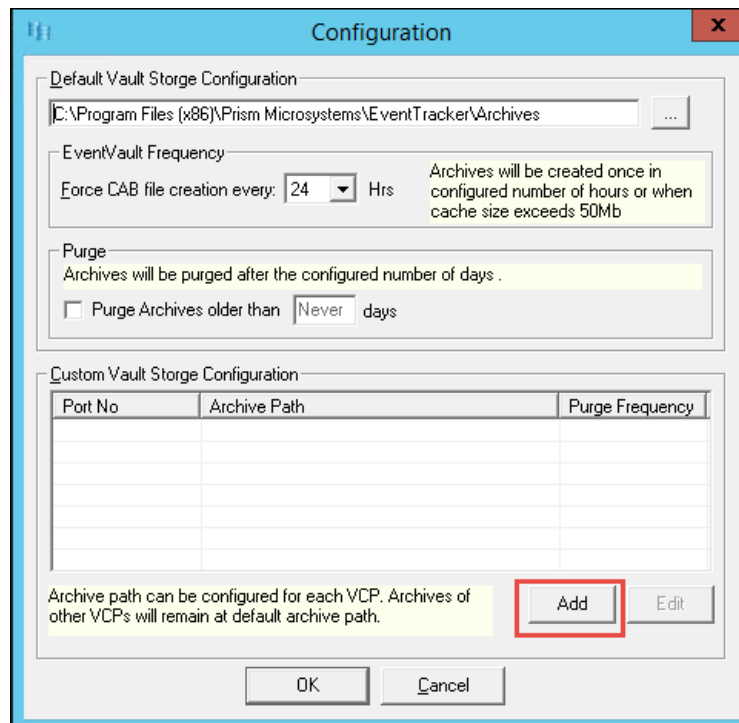 Configuration
x
Default Vault Storge Configuration
C:\Program Files (x86)\Prism Microsystems\EventTracker\Archives
...
EventVault Frequency
Force CAB file creation every: 24 Hrs
Archives will be created once in
configured number of hours or when
cache size exceeds 50Mb
Purge
Archives will be purged after the configured number of days .
Purge Archives older than Never days
Custom Vault Storge Configuration
Port No Archive Path Purge Frequency
Archive path can be configured for each VCP. Archives of
other VCPs will remain at default archive path.
Add Edit
OK Cancel